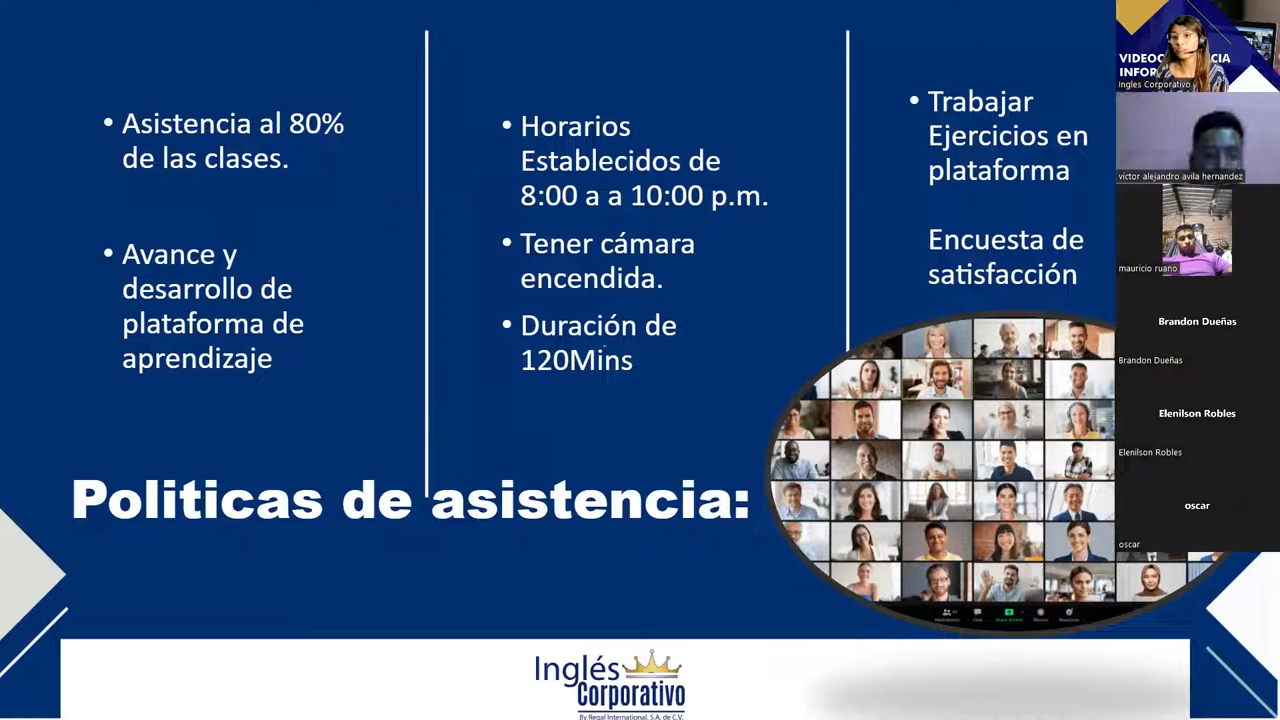 • Asistencia al 80%
de las clases.
• Avance y
desarrollo de
plataforma de
aprendizaje
• Horarios
Establecidos de
8:00 a a 10:00 p.m.
• Tener cámara
encendida.
• Duración de
120Mins
• Trabajar
Ejercicios en
plataforma
Encuesta de
satisfacción
Politicas de asistencia:
Inglés
Corporativo
By Regal International, S.A. de C.V.
Ingles Corporativo
victor alejandro avila hernandez
mauricio ruano
Brandon Dueñas
Brandon Dueñas
Elenilson Robles
Elenilson Robles
oscar
oscar